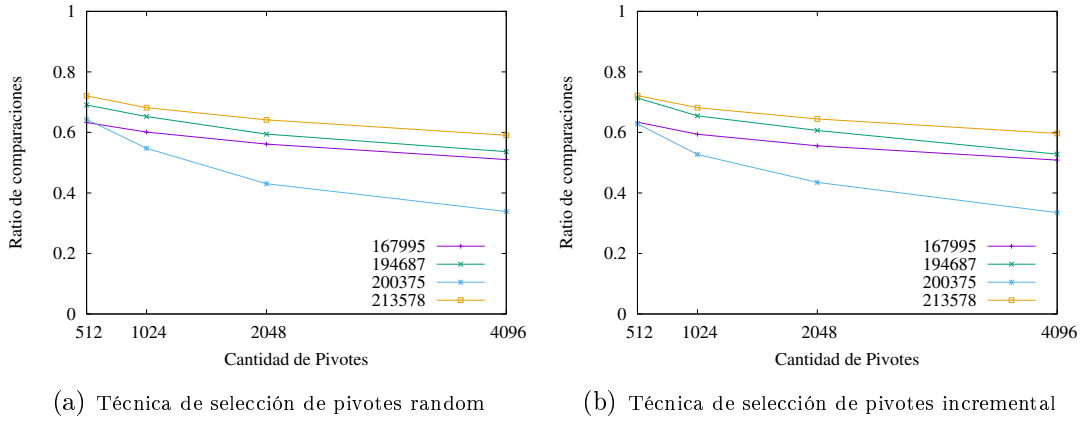 1
0.8
0.6
0.4
0.2
0
Ratio de comparaciones
512 1024 2048 4096
Cantidad de Pivotes
167995
194687
200375
213578
(a) Técnica de selección de pivotes random
1
0.8
0.6
0.4
0.2
0
Ratio de comparaciones
512 1024 2048 4096
Cantidad de Pivotes
167995
194687
200375
213578
(b) Técnica de selección de pivotes incremental